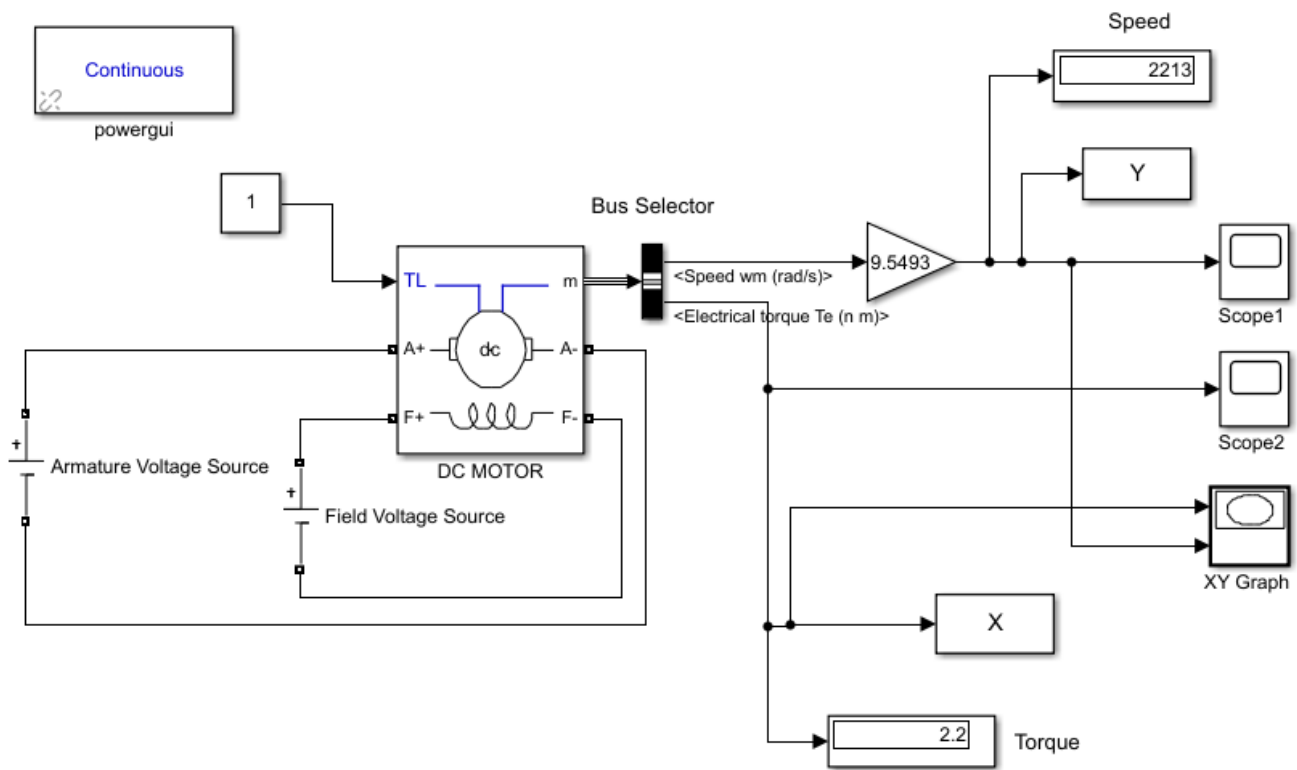 Speed
2213
Continuous
powergui
Y
1
Bus Selector
9.5493
<Speed wm (rad/s)>
TL
m
<Electrical torque Te (n m)>
Scope1
A+
dc
A-
F+
F-
Scope2
DC MOTOR
+
Armature Voltage Source
+
Field Voltage Source
XY Graph
X
2.2
Torque